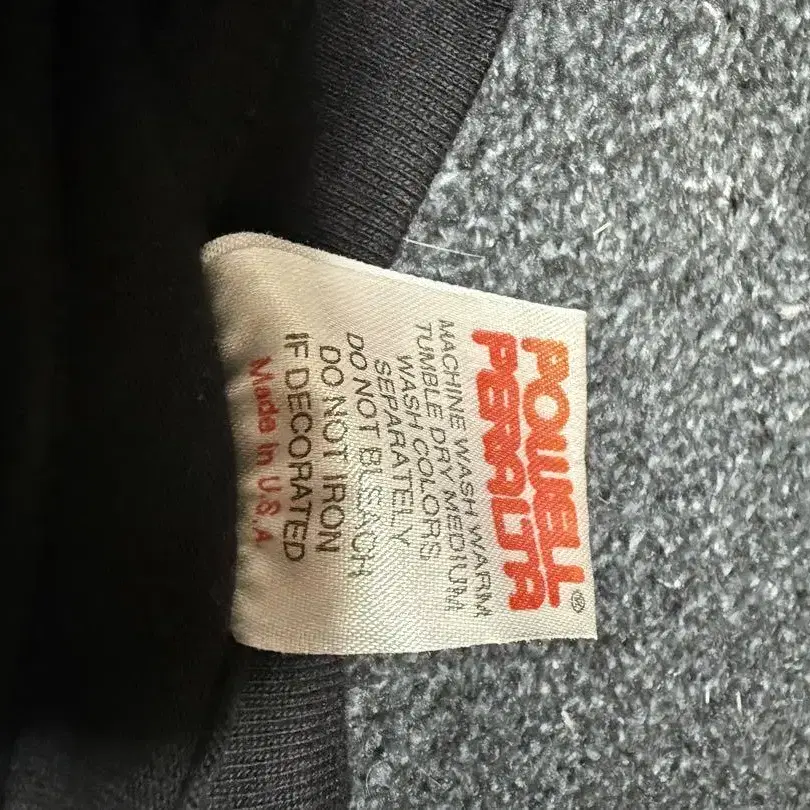 POWELL
PERALTA ®
MACHINE WASH WARM
TUMBLE DRY MEDIUM
WASH COLORS
SEPARATELY
DO NOT BLEACH
DO NOT IRON
IF DECORATED
Made In U.S.A.